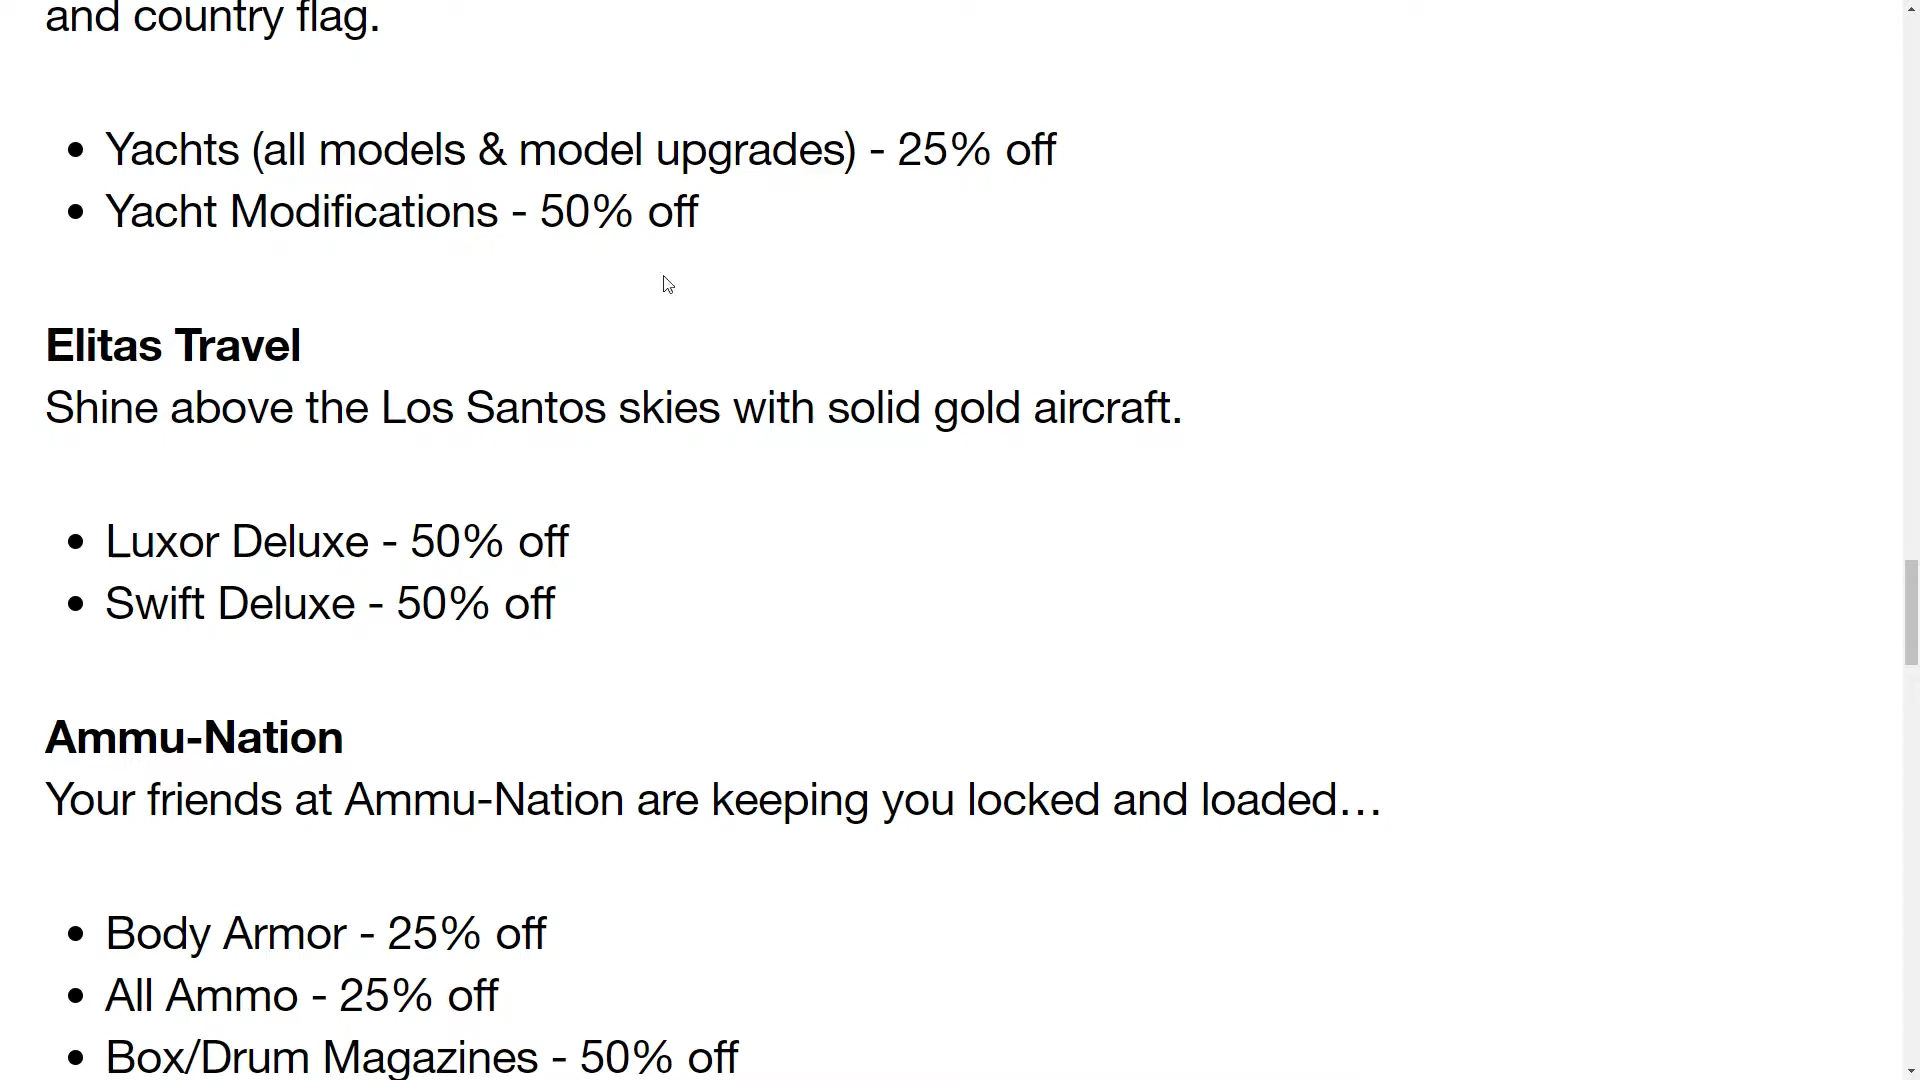 and country flag.
• Yachts (all models & model upgrades) - 25% off
• Yacht Modifications - 50% off
Elitas Travel
Shine above the Los Santos skies with solid gold aircraft.
• Luxor Deluxe - 50% off
• Swift Deluxe - 50% off
Ammu-Nation
Your friends at Ammu-Nation are keeping you locked and loaded…
• Body Armor - 25% off
• All Ammo - 25% off
• Box/Drum Magazines - 50% off